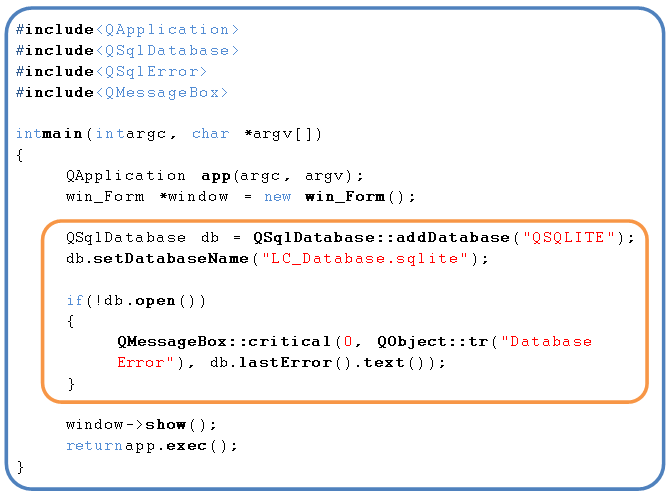 #include<QApplication>
#include<QSqlDatabase>
#include<QSqlError>
#include<QMessageBox>
intmain(intargc, char *argv[])
{
QApplication app(argc, argv);
win_Form *window = new win_Form();
QSqlDatabase db = QSqlDatabase::addDatabase("QSQLITE");
db.setDatabaseName("LC_Database.sqlite");
if(!db.open())
{
QMessageBox::critical(0, QObject::tr("Database
Error"), db.lastError().text());
}
window->show();
returnapp.exec();
}